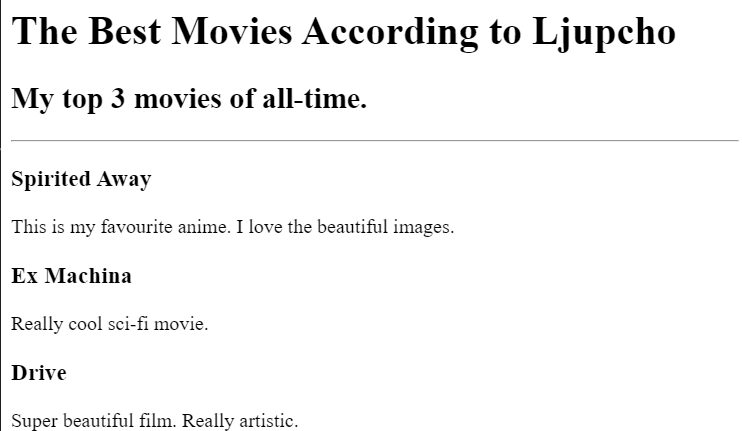 The Best Movies According to Ljupcho
My top 3 movies of all-time.
Spirited Away
This is my favourite anime. I love the beautiful images.
Ex Machina
Really cool sci-fi movie.
Drive
Super beautiful film. Really artistic.